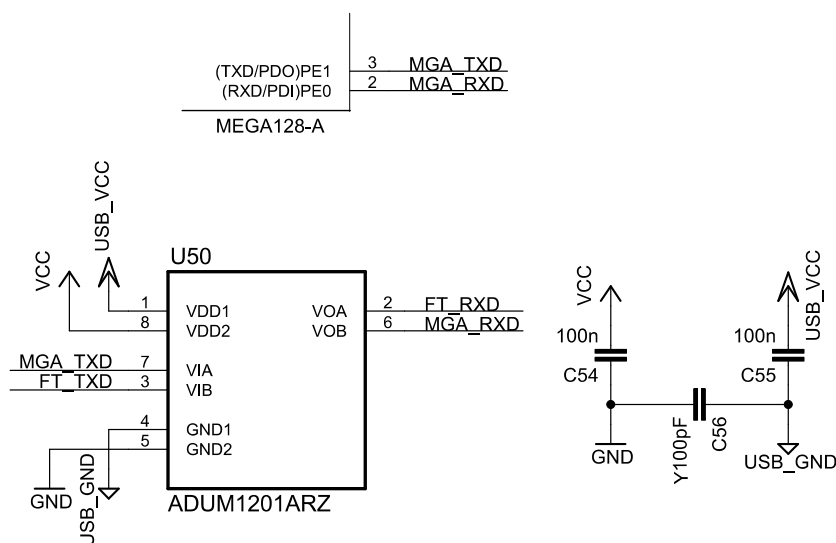 (TXD/PDO)PE1 3 MGA_TXD
(RXD/PDI)PE0 2 MGA_RXD
MEGA128-A
USB_VCC
VCC
U50
1 VDD1 VOA 2 FT_RXD
8 VDD2 VOB 6 MGA_RXD
MGA_TXD 7 VIA
FT_TXD 3 VIB
4 GND1
5 GND2
GND
USB_GND
ADUM1201ARZ
VCC
USB_VCC
100n
C54
100n
C55
Y100pF
C56
GND
USB_GND